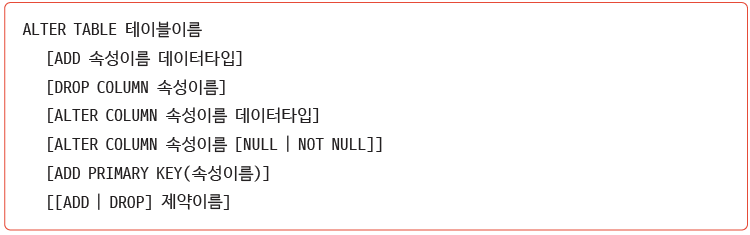 ALTER TABLE 테이블이름
[ADD 속성이름 데이터타입]
[DROP COLUMN 속성이름]
[ALTER COLUMN 속성이름 데이터타입]
[ALTER COLUMN 속성이름 [NULL | NOT NULL]]
[ADD PRIMARY KEY(속성이름)]
[[ADD | DROP] 제약이름]